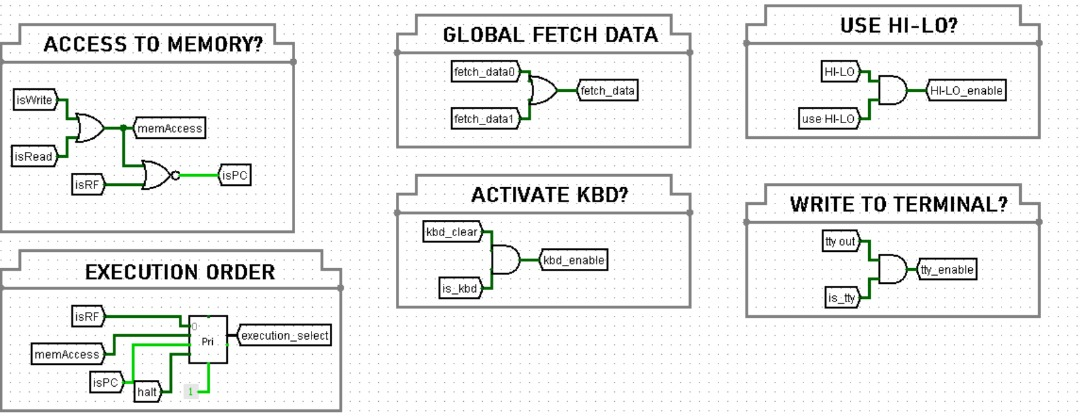 ACCESS TO MEMORY?
isWrite
memAccess
isRead
isRF
isPC
EXECUTION ORDER
isRF
0
Pri
execution_select
memAccess
isPC
halt
1
GLOBAL FETCH DATA
fetch_data0
fetch_data
fetch_data1
ACTIVATE KBD?
kbd_clear
kbd_enable
is_kbd
USE HI-LO?
HI-LO
HI-LO_enable
use HI-LO
WRITE TO TERMINAL?
tty out
tty_enable
is_tty